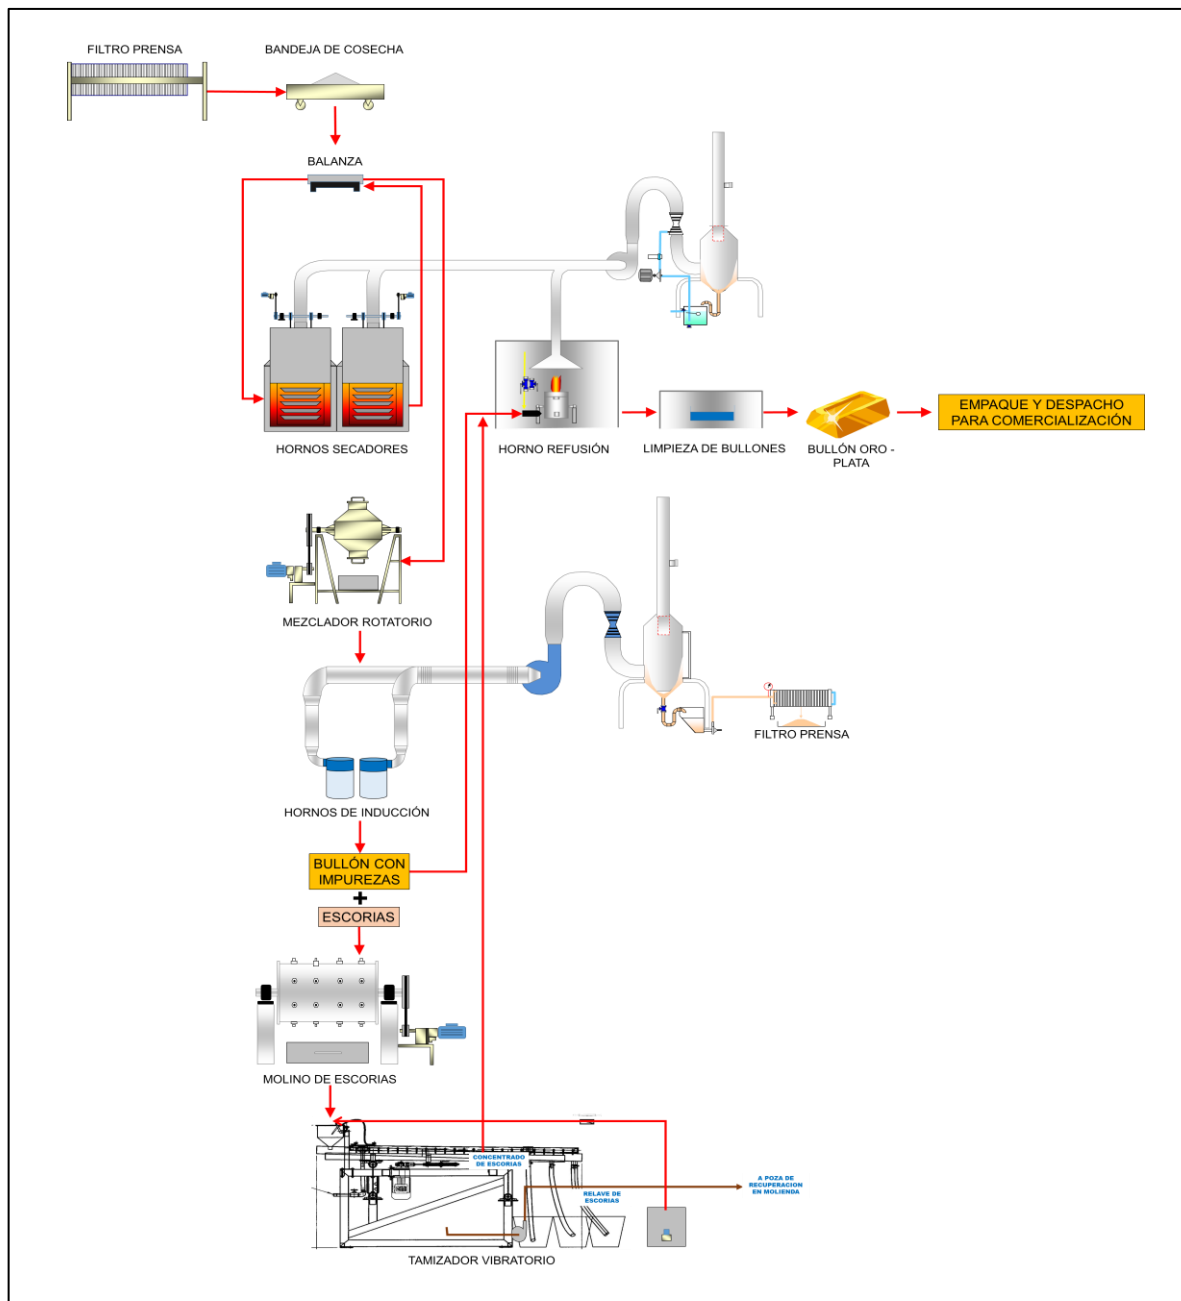 FILTRO PRENSA
BANDEJA DE COSECHA
BALANZA
HORNOS SECADORES
HORNO REFUSIÓN
LIMPIEZA DE BULLONES
BULLÓN ORO -
PLATA
EMPAQUE Y DESPACHO
PARA COMERCIALIZACIÓN
MEZCLADOR ROTATORIO
FILTRO PRENSA
HORNOS DE INDUCCIÓN
BULLÓN CON
IMPUREZAS
+
ESCORIAS
MOLINO DE ESCORIAS
CONCENTRADO
DE ESCORIAS
RELAVE DE
ESCORIAS
A POZA DE
RECUPERACION
EN MOLIENDA
TAMIZADOR VIBRATORIO